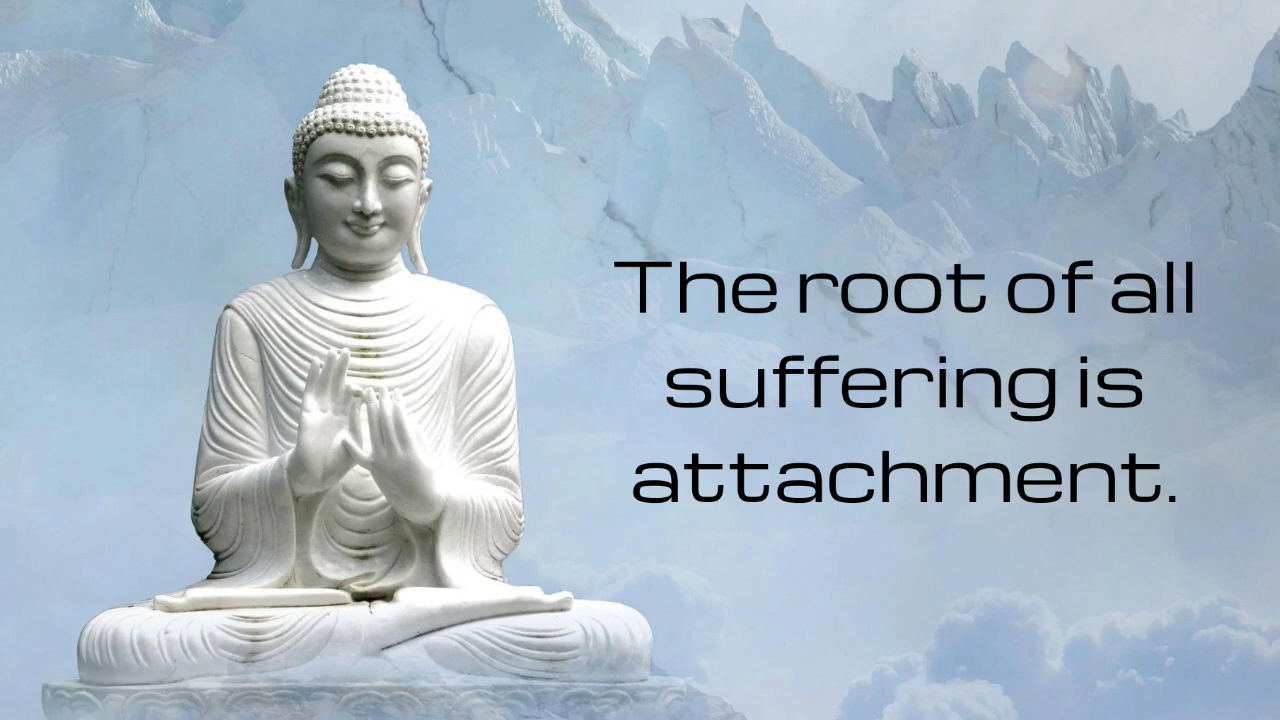 The root of all
suffering is
attachment.